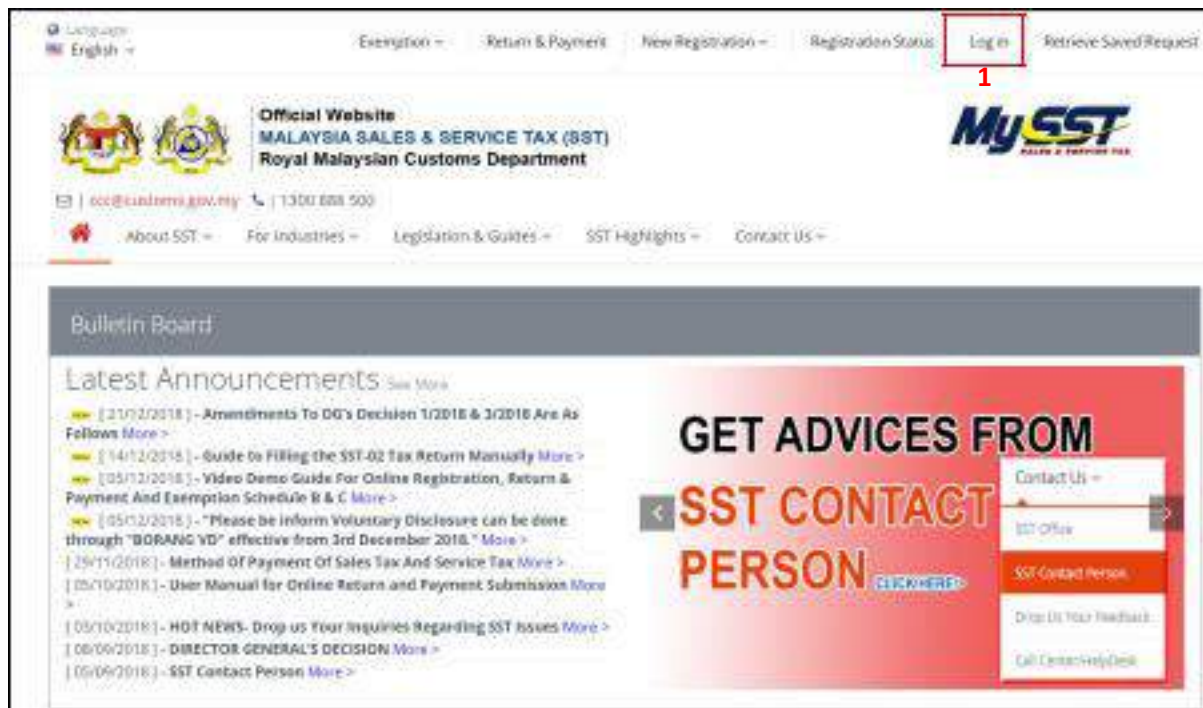 Language
English
Exemption
Return & Payment
New Registration
Registration Status
Log in
Retrieve Saved Request
1
Official Website
MALAYSIA SALES & SERVICE TAX (SST)
Royal Malaysian Customs Department
MySST
SALES & SERVICE TAX
| ccc@customs.gov.my | 1300 888 500
About SST
For Industries
Legislation & Guides
SST Highlights
Contact Us
Bulletin Board
Latest Announcements See More
NEW [ 21/12/2018 ] - Amendments To DG's Decision 1/2018 & 3/2018 Are As
Follows More >
NEW [ 14/12/2018 ] - Guide to Filling the SST-02 Tax Return Manually More >
NEW [ 05/12/2018 ] - Video Demo Guide For Online Registration, Return &
Payment And Exemption Schedule B & C More >
NEW [ 05/12/2018 ] - "Please be inform Voluntary Disclosure can be done
through "BORANG VD" effective from 3rd December 2018." More >
[ 29/11/2018 ] - Method Of Payment Of Sales Tax And Service Tax More >
[ 05/10/2018 ] - User Manual for Online Return and Payment Submission More
>
[ 03/10/2018 ] - HOT NEWS- Drop us Your Inquiries Regarding SST Issues More >
[ 08/09/2018 ] - DIRECTOR GENERAL'S DECISION More >
[ 05/09/2018 ] - SST Contact Person More >
GET ADVICES FROM
SST CONTACT
PERSON CLICK HERE>
Contact Us
SST Office
SST Contact Person
Drop Us Your Feedback
Call Center/HelpDesk